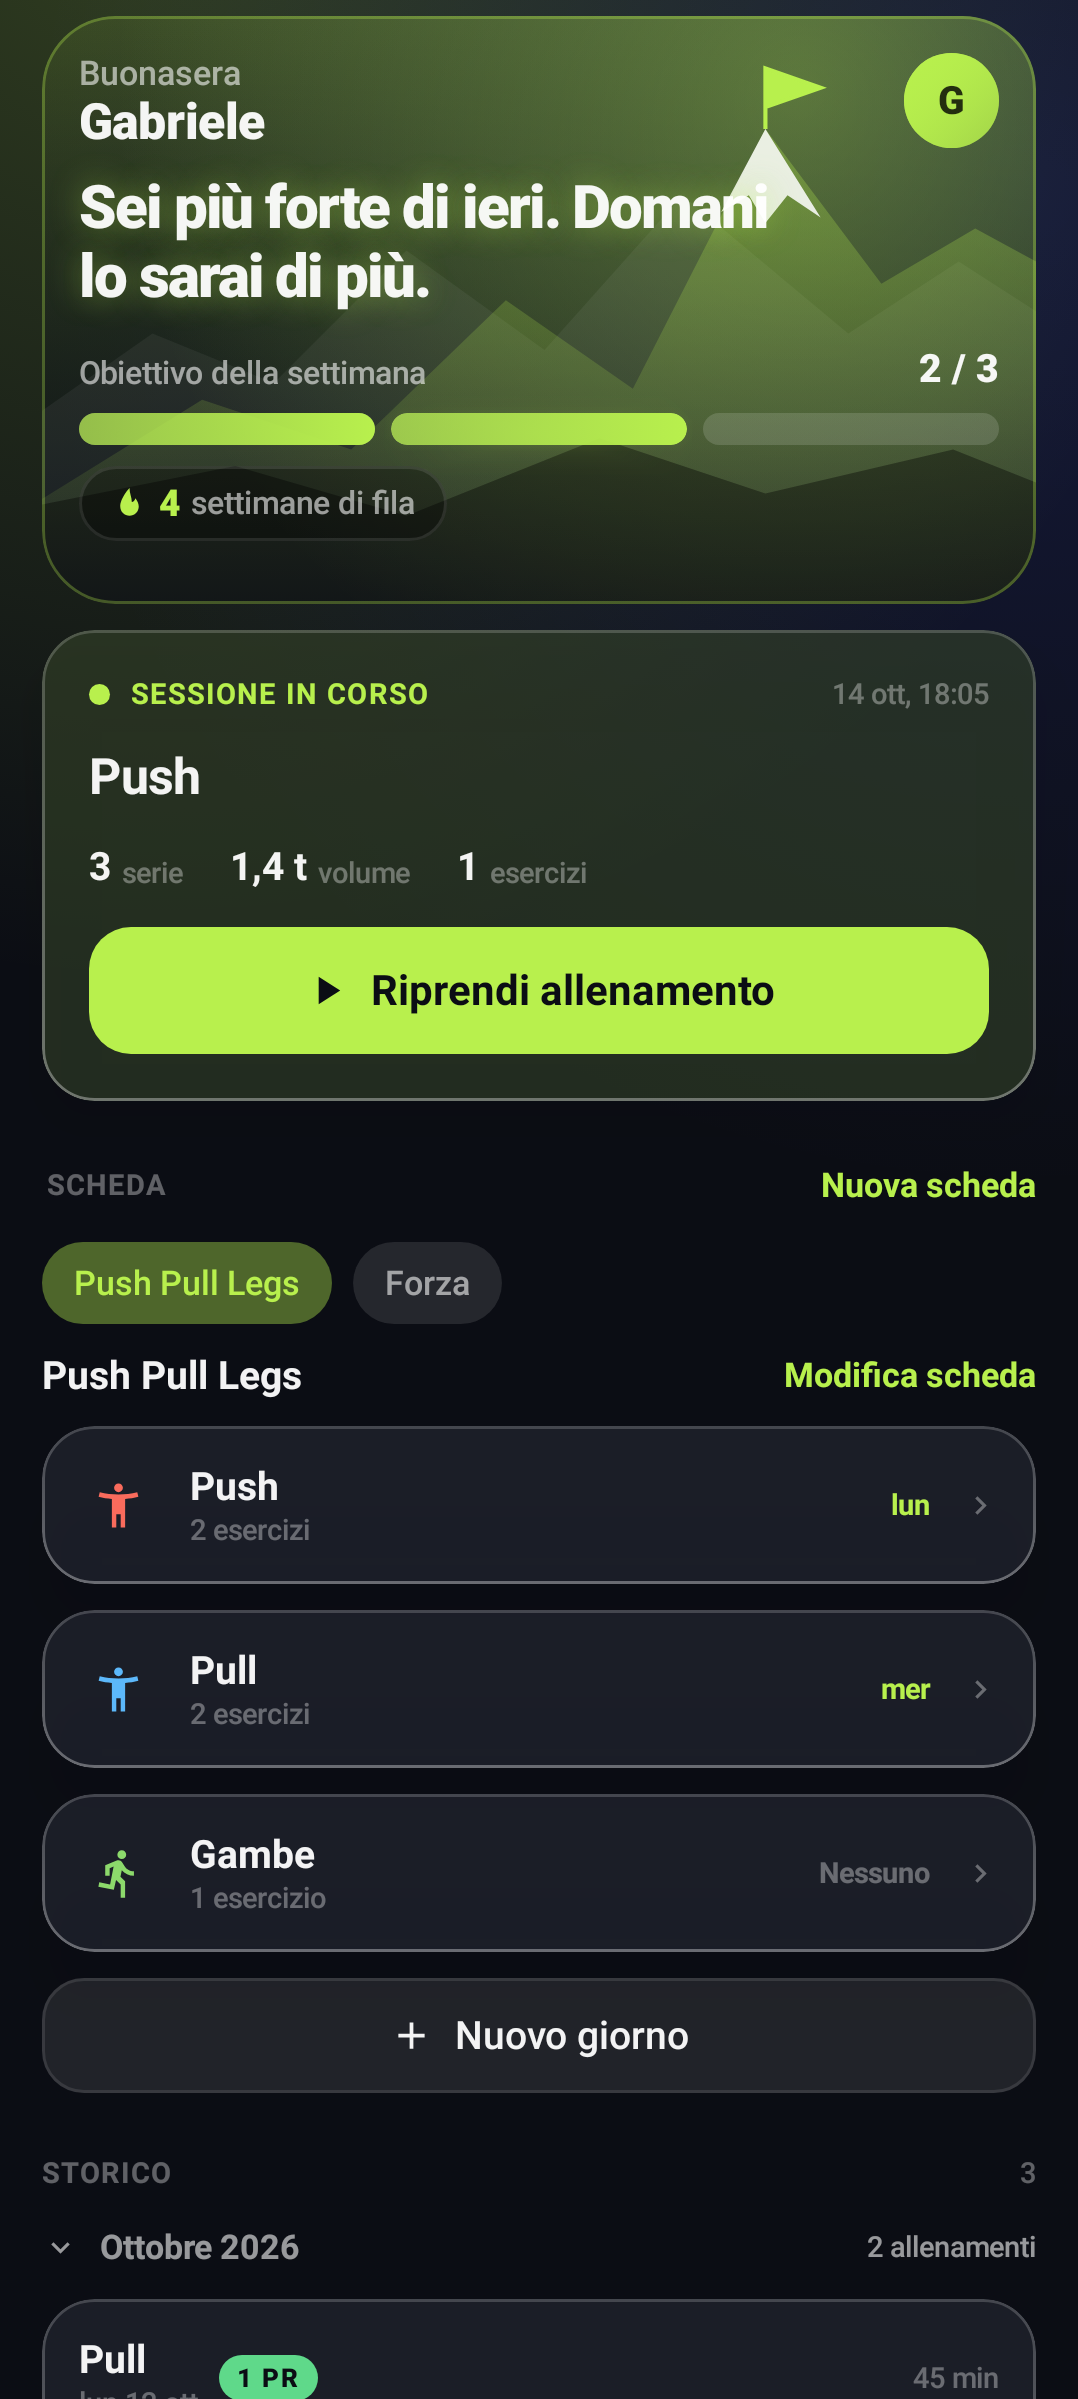 Buonasera
Gabriele
G
Sei più forte di ieri. Domani
lo sarai di più.
Obiettivo della settimana
2 / 3
4 settimane di fila
SESSIONE IN CORSO
14 ott, 18:05
Push
3 serie 1,4 t volume 1 esercizi
Riprendi allenamento
SCHEDA
Nuova scheda
Push Pull Legs
Forza
Push Pull Legs
Modifica scheda
Push
2 esercizi
lun
Pull
2 esercizi
mer
Gambe
1 esercizio
Nessuno
Nuovo giorno
STORICO
3
Ottobre 2026
2 allenamenti
Pull
1 PR
45 min